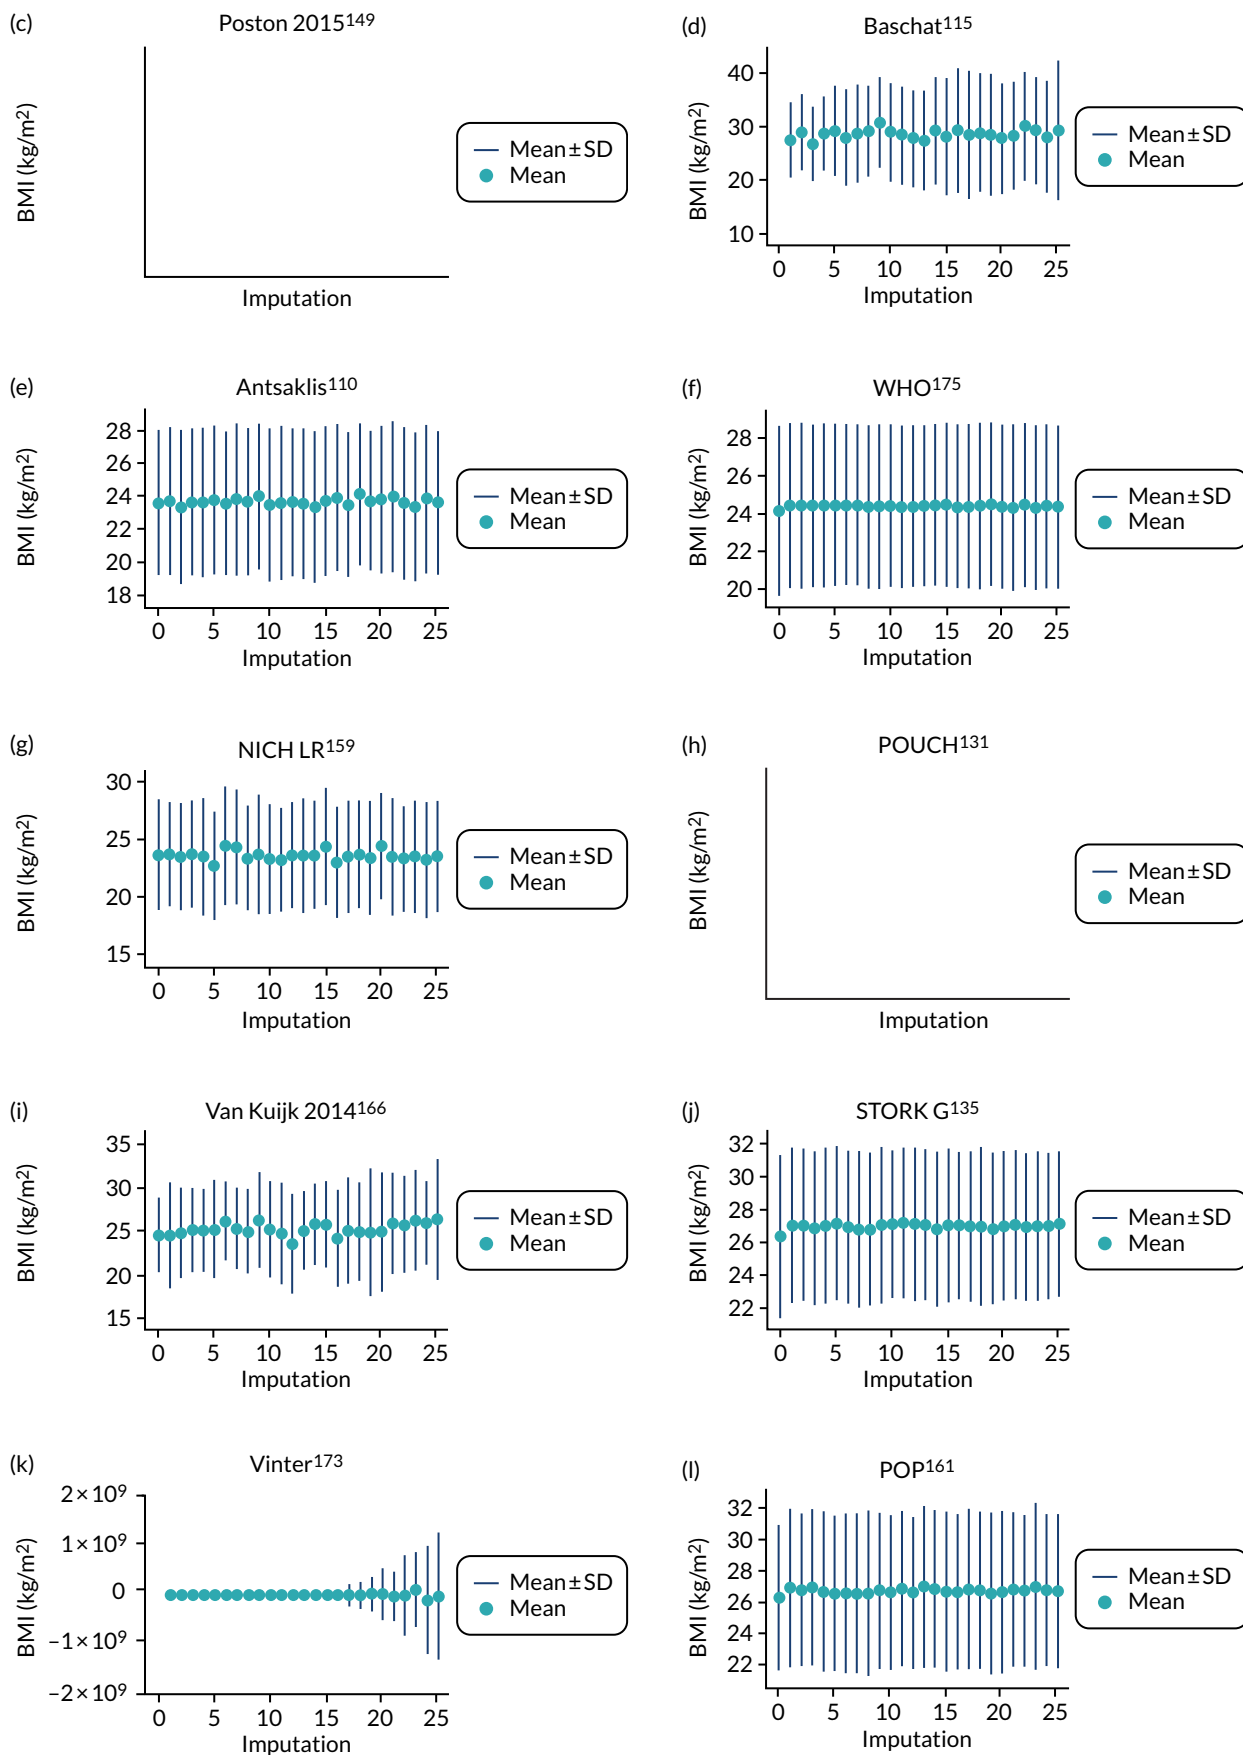 (c)
Poston 2015149
BMI (kg/m2)
Mean±SD
Mean
Imputation
(d)
Baschat115
BMI (kg/m2)
40
30
20
10
0 5 10 15 20 25
Imputation
Mean±SD
Mean
(e)
Antsaklis110
BMI (kg/m2)
28
26
24
22
20
18
0 5 10 15 20 25
Imputation
Mean±SD
Mean
(f)
WHO175
BMI (kg/m2)
28
26
24
22
20
0 5 10 15 20 25
Imputation
Mean±SD
Mean
(g)
NICH LR159
BMI (kg/m2)
30
25
20
15
0 5 10 15 20 25
Imputation
Mean±SD
Mean
(h)
POUCH131
BMI (kg/m2)
Imputation
Mean±SD
Mean
(i)
Van Kuijk 2014166
BMI (kg/m2)
35
30
25
20
15
0 5 10 15 20 25
Imputation
Mean±SD
Mean
(j)
STORK G135
BMI (kg/m2)
32
30
28
26
24
22
0 5 10 15 20 25
Imputation
Mean±SD
Mean
(k)
Vinter173
BMI (kg/m2)
2×10⁹
1×10⁹
0
−1×10⁹
−2×10⁹
0 5 10 15 20 25
Imputation
Mean±SD
Mean
(l)
POP161
BMI (kg/m2)
32
30
28
26
24
22
0 5 10 15 20 25
Imputation
Mean±SD
Mean